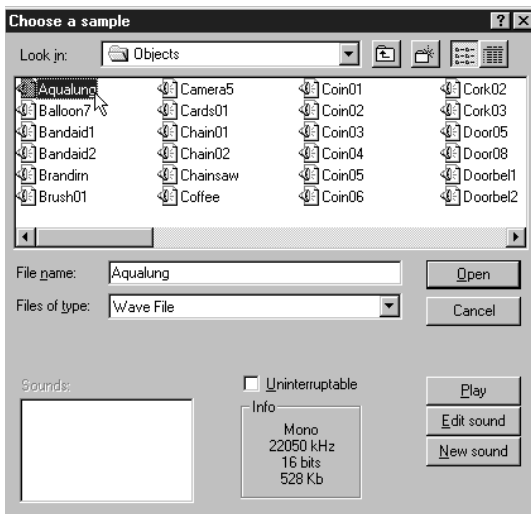 Choose a sample
Look in: Objects
Aqualung Camera5 Coin01 Cork02
Balloon7 Cards01 Coin02 Cork03
Bandaid1 Chain01 Coin03 Door05
Bandaid2 Chain02 Coin04 Door08
Brandirn Chainsaw Coin05 Doorbel1
Brush01 Coffee Coin06 Doorbel2
File name: Aqualung Open
Files of type: Wave File Cancel
Sounds: Uninterruptable Play
Info
Mono Edit sound
22050 kHz
16 bits New sound
528 Kb